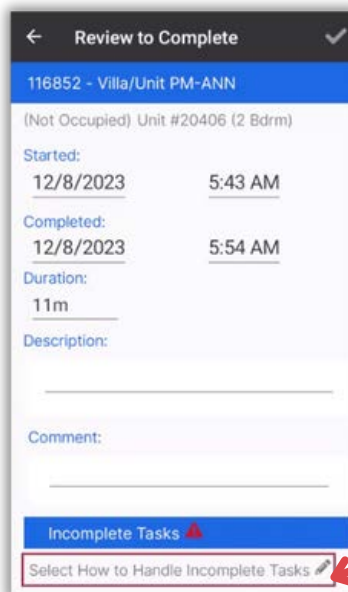 Review to Complete
116852 - Villa/Unit PM-ANN
(Not Occupied) Unit #20406 (2 Bdrm)
Started:
12/8/2023 5:43 AM
Completed:
12/8/2023 5:54 AM
Duration:
11m
Description:
Comment:
Incomplete Tasks
Select How to Handle Incomplete Tasks